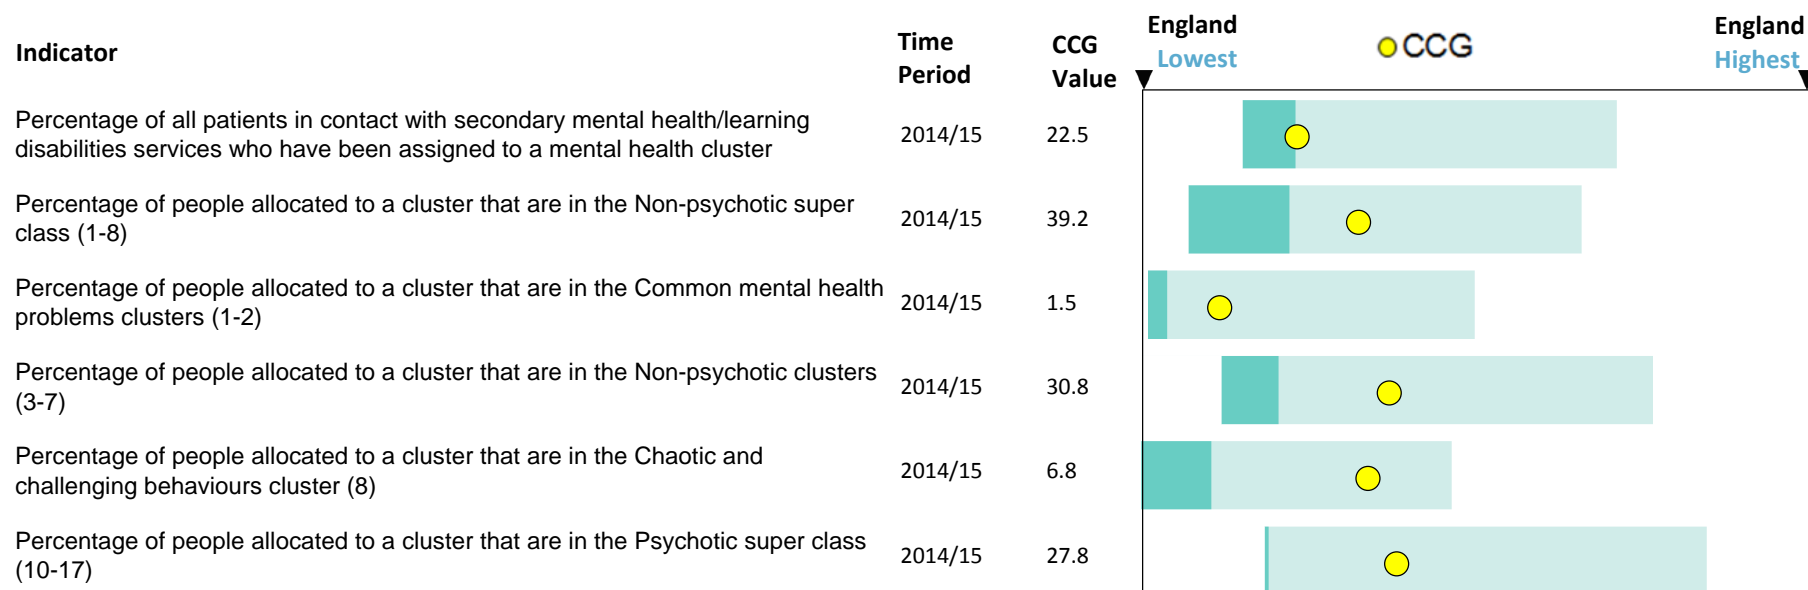 Indicator
Time
Period
CCG
Value
England
Lowest
CCG
England
Highest
Percentage of all patients in contact with secondary mental health/learning
disabilities services who have been assigned to a mental health cluster
2014/15
22.5
Percentage of people allocated to a cluster that are in the Non-psychotic super
class (1-8)
2014/15
39.2
Percentage of people allocated to a cluster that are in the Common mental health
problems clusters (1-2)
2014/15
1.5
Percentage of people allocated to a cluster that are in the Non-psychotic clusters
(3-7)
2014/15
30.8
Percentage of people allocated to a cluster that are in the Chaotic and
challenging behaviours cluster (8)
2014/15
6.8
Percentage of people allocated to a cluster that are in the Psychotic super class
(10-17)
2014/15
27.8